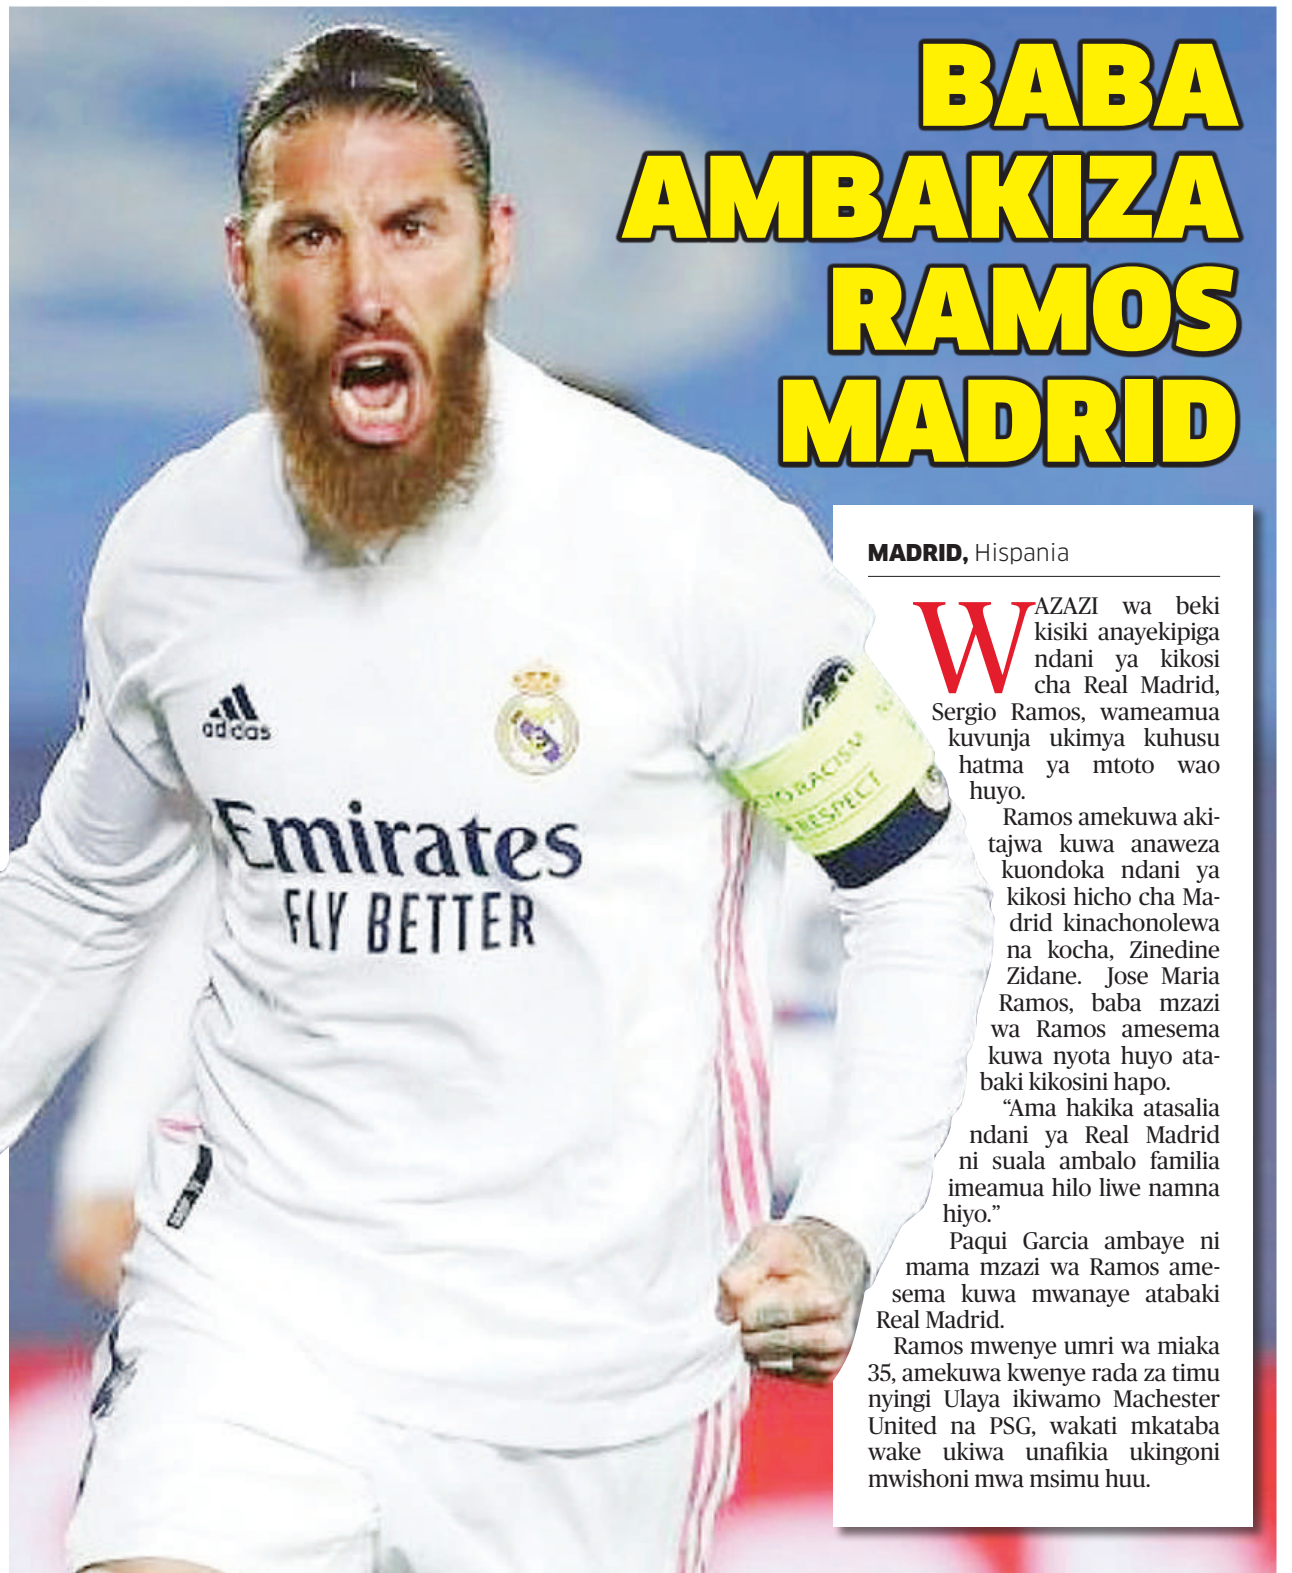 BABA
AMBAKIZA
RAMOS
MADRID
MADRID, Hispania
WAZAZI wa beki
kisiki anayekipiga
ndani ya kikosi
cha Real Madrid,
Sergio Ramos, wameamua
kuvunja ukimya kuhusu
hatma ya mtoto wao
huyo.
Ramos amekuwa aki-
tajwa kuwa anaweza
kuondoka ndani ya
kikosi hicho cha Ma-
drid kinachonolewa
na kocha, Zinedine
Zidane. Jose Maria
Ramos, baba mzazi
wa Ramos amesema
kuwa nyota huyo ata-
baki kikosini hapo.
“Ama hakika atasalia
ndani ya Real Madrid
ni suala ambalo familia
imeamua hilo liwe namna
hiyo.”
Paqui Garcia ambaye ni
mama mzazi wa Ramos ame-
sema kuwa mwanaye atabaki
Real Madrid.
Ramos mwenye umri wa miaka
35, amekuwa kwenye rada za timu
nyingi Ulaya ikiwamo Machester
United na PSG, wakati mkataba
wake ukiwa unafikia ukingoni
mwishoni mwa msimu huu.
adidas
Emirates
FLY BETTER
RACISM
RESPECT